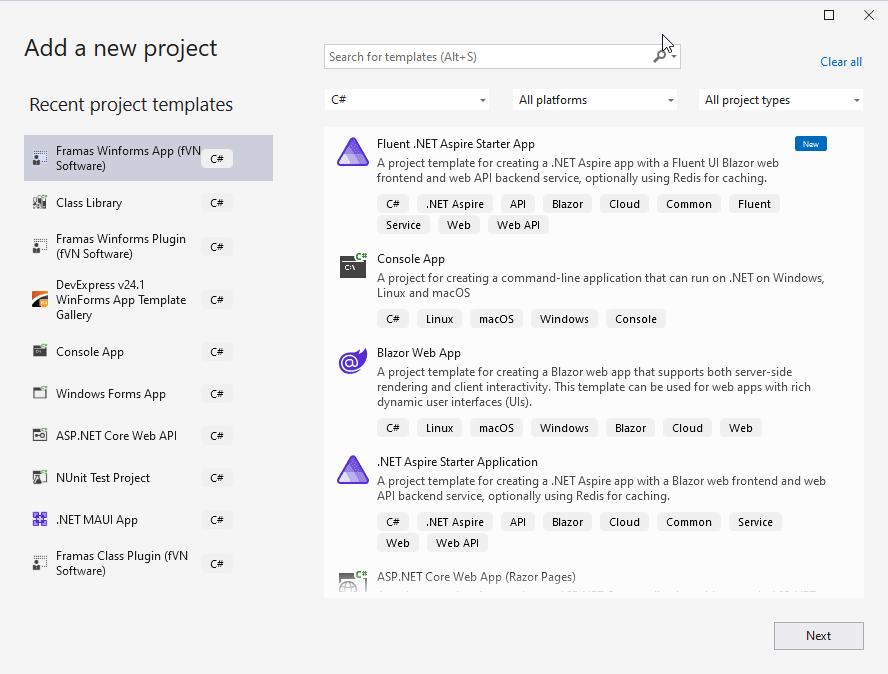 Add a new project
Search for templates (Alt+S)
Clear all
Recent project templates
C#
All platforms
All project types
Framas Winforms App (fVN
Software)
C#
Class Library
C#
Framas Winforms Plugin
(fVN Software)
C#
DevExpress v24.1
WinForms App Template
Gallery
C#
Console App
C#
Windows Forms App
C#
ASP.NET Core Web API
C#
NUnit Test Project
C#
.NET MAUI App
C#
Framas Class Plugin (fVN
Software)
C#
Fluent .NET Aspire Starter App
New
A project template for creating a .NET Aspire app with a Fluent UI Blazor web
frontend and web API backend service, optionally using Redis for caching.
C# .NET Aspire API Blazor Cloud Common Fluent
Service Web Web API
Console App
A project for creating a command-line application that can run on .NET on Windows,
Linux and macOS
C# Linux macOS Windows Console
Blazor Web App
A project template for creating a Blazor web app that supports both server-side
rendering and client interactivity. This template can be used for web apps with rich
dynamic user interfaces (UIs).
C# Linux macOS Windows Blazor Cloud Web
.NET Aspire Starter Application
A project template for creating a .NET Aspire app with a Blazor web frontend and web
API backend service, optionally using Redis for caching.
C# .NET Aspire API Blazor Cloud Common Service
Web Web API
ASP.NET Core Web App (Razor Pages)
Next